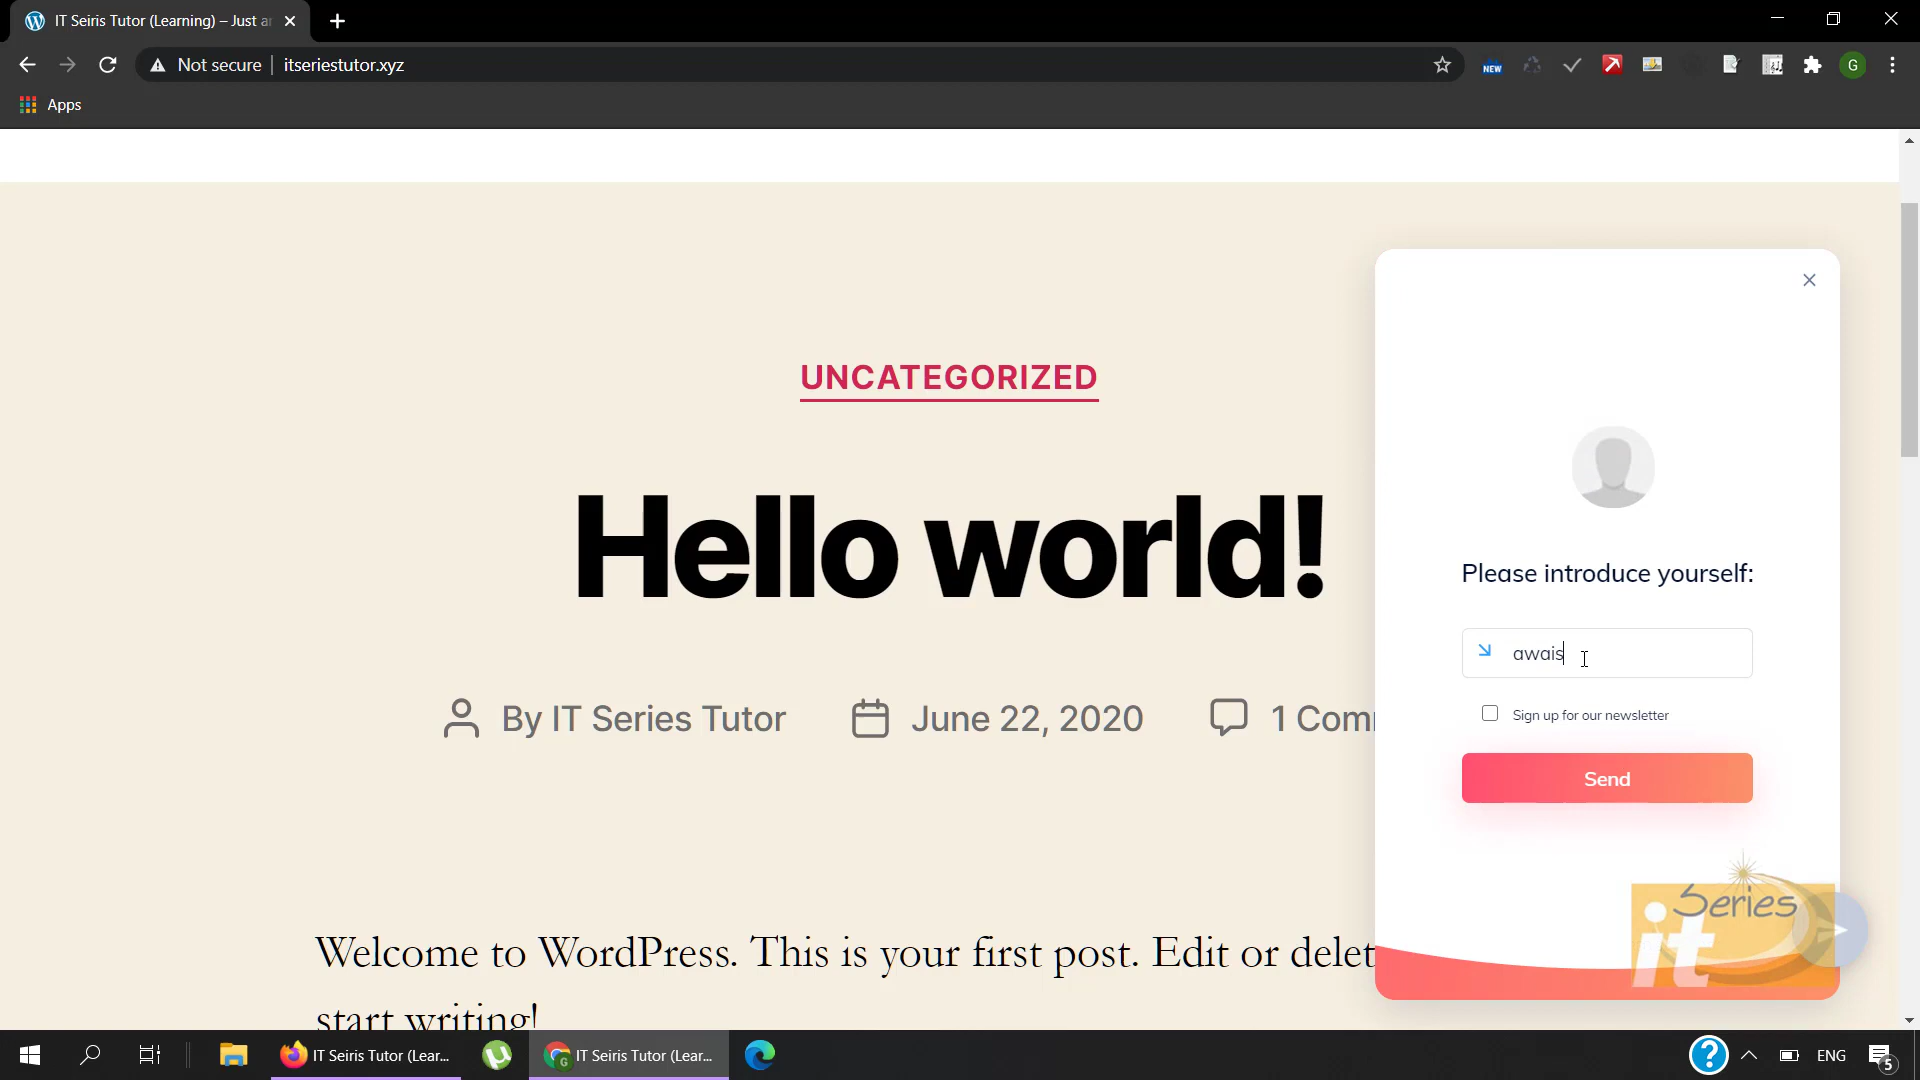 IT Seiris Tutor (Learning) – Just a
Not secure
itseriestutor.xyz
NEW
G
Apps
UNCATEGORIZED
Hello world!
By IT Series Tutor
June 22, 2020
1 Com
Welcome to WordPress. This is your first post. Edit or delet
start writing!
Please introduce yourself:
awais
Sign up for our newsletter
Send
Series
it
IT Seiris Tutor (Lear...
G
IT Seiris Tutor (Lear...
?
ENG
5